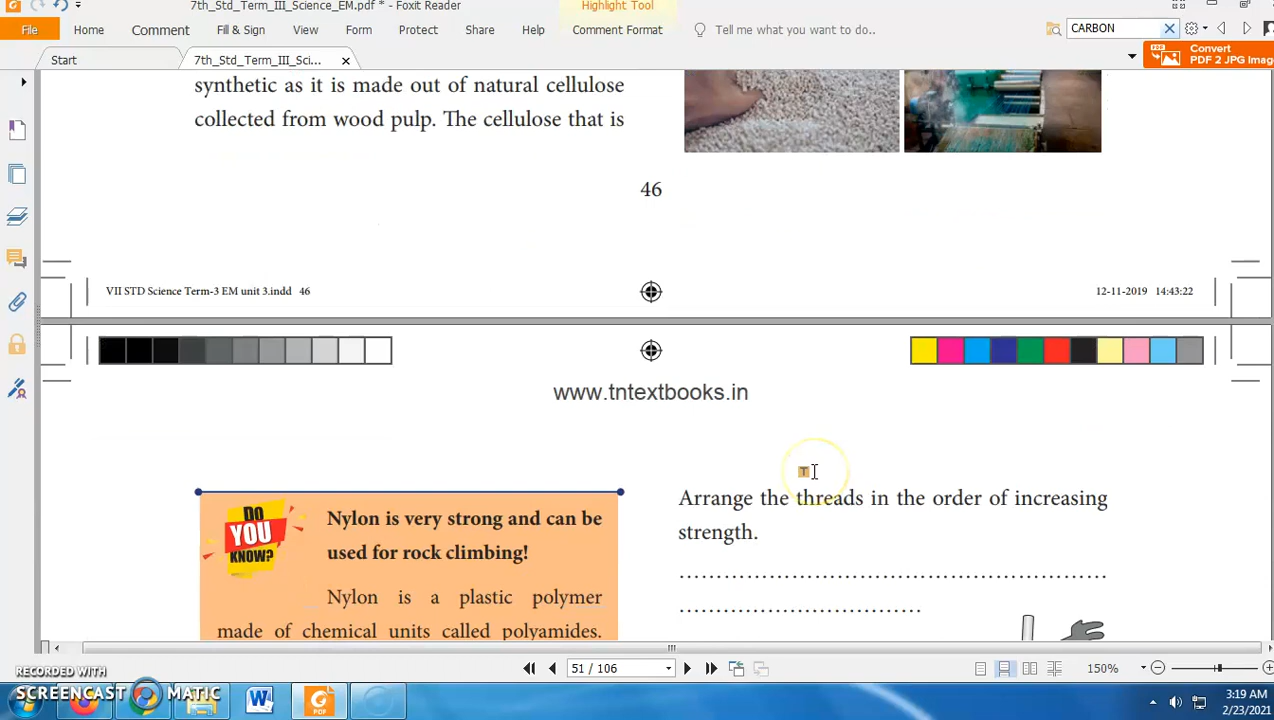 7th_Std_Term_III_Science_EM.pdf * - Foxit Reader
Highlight Tool
File
Home
Comment
Fill & Sign
View
Form
Protect
Share
Help
Comment Format
Tell me what you want to do..
CARBON
Start
7th_Std_Term_III_Sci...
Convert
PDF 2 JPG Imag
synthetic as it is made out of natural cellulose
collected from wood pulp. The cellulose that is
46
VII STD Science Term-3 EM unit 3.indd 46
12-11-2019 14:43:22
www.tntextbooks.in
DO
YOU
KNOW?
Nylon is very strong and can be
used for rock climbing!
Nylon is a plastic polymer
made of chemical units called polyamides.
T
Arrange the threads in the order of increasing
strength.
..........................................................
.................................
51 / 106
150%
RECORDED WITH
SCREENCAST MATIC
W
PDF
3:19 AM
2/23/2021